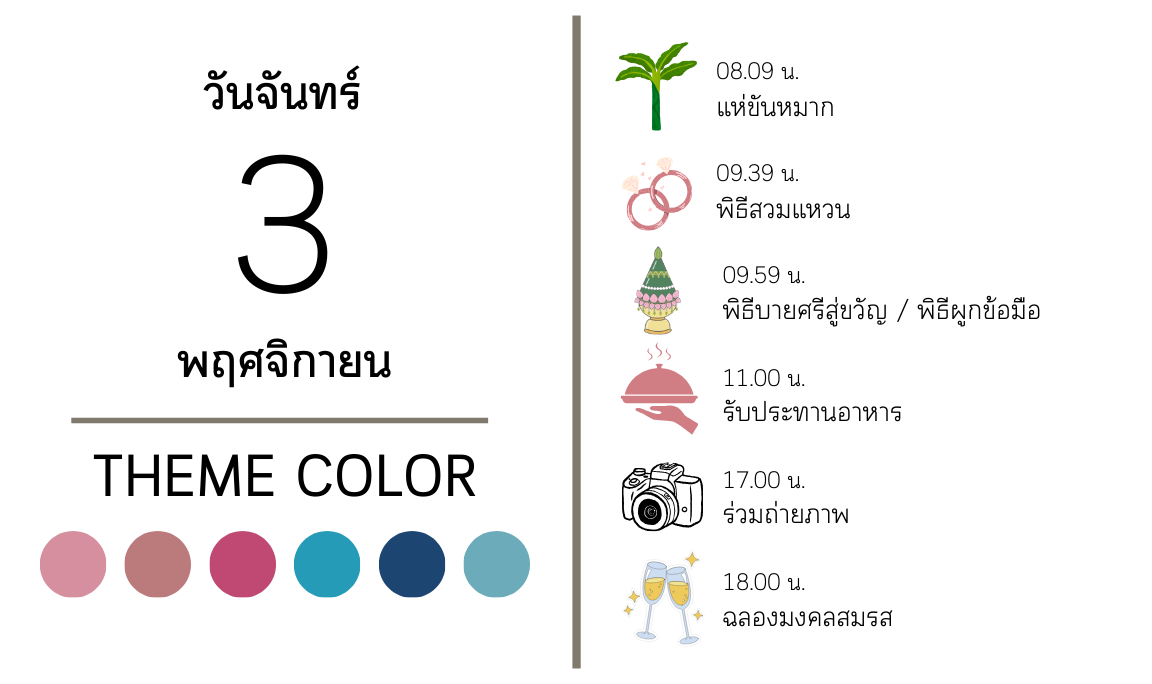 วันจันทร์
3
พฤศจิกายน
THEME COLOR
08.09 น.
แห่ขันหมาก
09.39 น.
พิธีสวมแหวน
09.59 น.
พิธีบายศรีสู่ขวัญ / พิธีผูกข้อมือ
11.00 น.
รับประทานอาหาร
17.00 น.
ร่วมถ่ายภาพ
18.00 น.
ฉลองมงคลสมรส